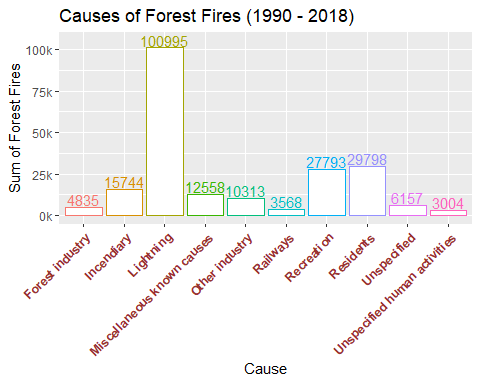 Causes of Forest Fires (1990 - 2018)
Sum of Forest Fires
100k
75k
50k
25k
0k
4835
15744
100995
12558
10313
3568
27793
29798
6157
3004
Forest industry
Incendiary
Lightning
Miscellaneous known causes
Other industry
Railways
Recreation
Residents
Unspecified
Unspecified human activities
Cause